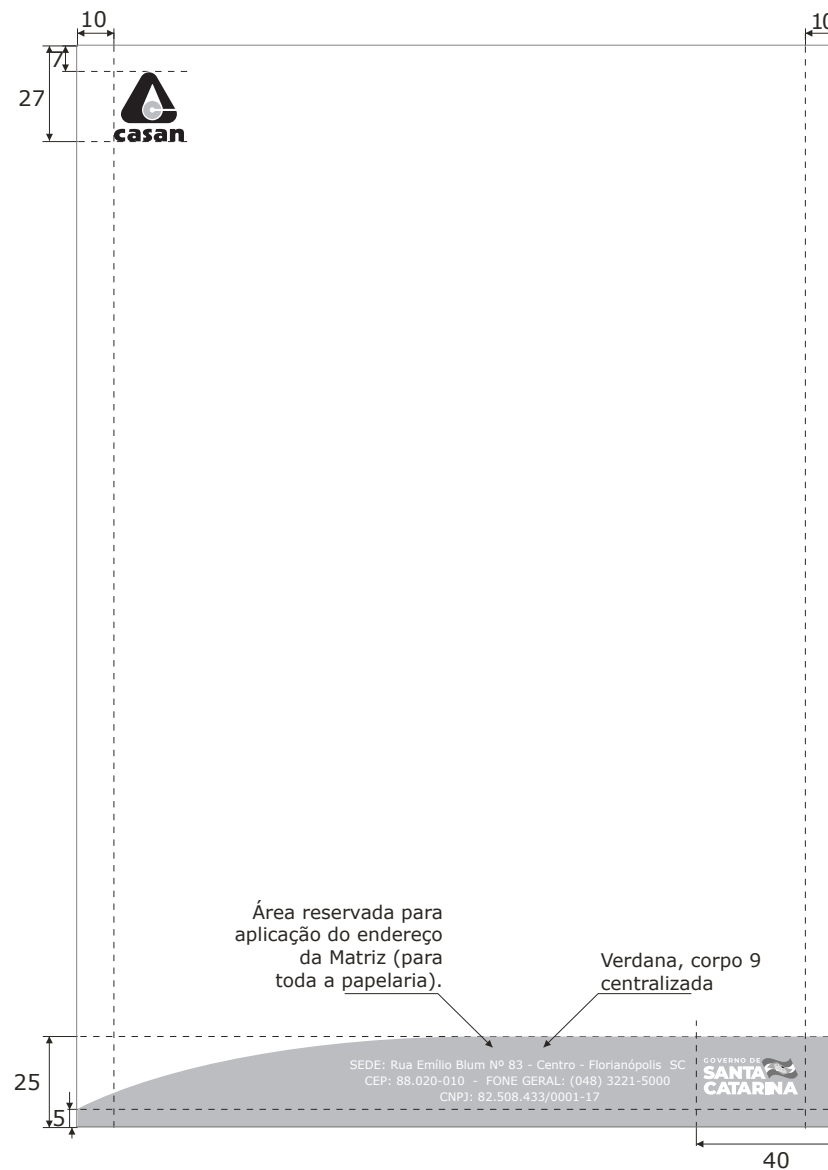 10
10
7
27
casan
Área reservada para
aplicação do endereço
da Matriz (para
toda a papelaria).
Verdana, corpo 9
centralizada
SEDE: Rua Emílio Blum Nº 83 - Centro - Florianópolis SC
CEP: 88.020-010 - FONE GERAL: (048) 3221-5000
CNPJ: 82.508.433/0001-17
GOVERNO DE
SANTA
CATARINA
25
5
40